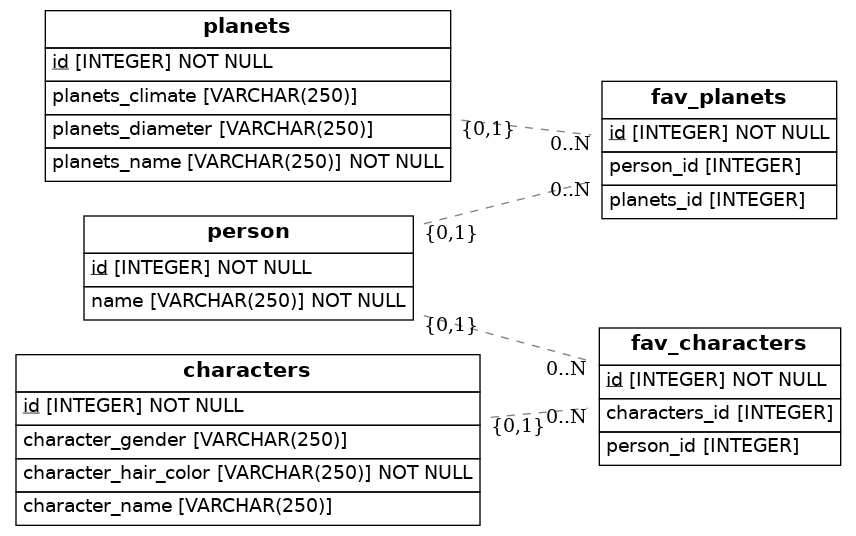 planets
id [INTEGER] NOT NULL
planets_climate [VARCHAR(250)]
planets_diameter [VARCHAR(250)]
planets_name [VARCHAR(250)] NOT NULL
fav_planets
id [INTEGER] NOT NULL
person_id [INTEGER]
planets_id [INTEGER]
{0,1}
0..N
0..N
{0,1}
person
id [INTEGER] NOT NULL
name [VARCHAR(250)] NOT NULL
{0,1}
0..N
fav_characters
id [INTEGER] NOT NULL
characters_id [INTEGER]
person_id [INTEGER]
0..N
{0,1}
characters
id [INTEGER] NOT NULL
character_gender [VARCHAR(250)]
character_hair_color [VARCHAR(250)] NOT NULL
character_name [VARCHAR(250)]